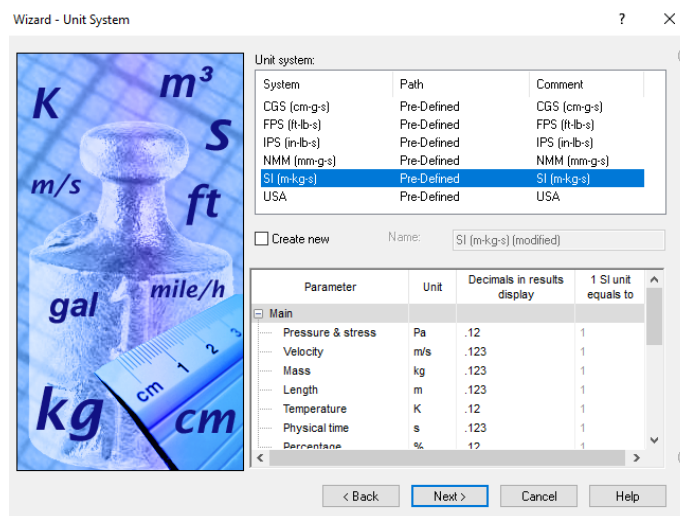 Wizard - Unit System ? X
K
m³
S
m/s
ft
gal
mile/h
cm 1 2 3
kg
cm
Unit system:
System Path Comment
CGS (cm-g-s) Pre-Defined CGS (cm-g-s)
FPS (ft-lb-s) Pre-Defined FPS (ft-lb-s)
IPS (in-lb-s) Pre-Defined IPS (in-lb-s)
NMM (mm-g-s) Pre-Defined NMM (mm-g-s)
SI (m-kg-s) Pre-Defined SI (m-kg-s)
USA Pre-Defined USA
Create new Name: SI (m-kg-s) (modified)
Parameter Unit Decimals in results display 1 SI unit equals to
Main
Pressure & stress Pa .12 1
Velocity m/s .123 1
Mass kg .123 1
Length m .123 1
Temperature K .12 1
Physical time s .123 1
Percentage % .12 1
< Back Next > Cancel Help